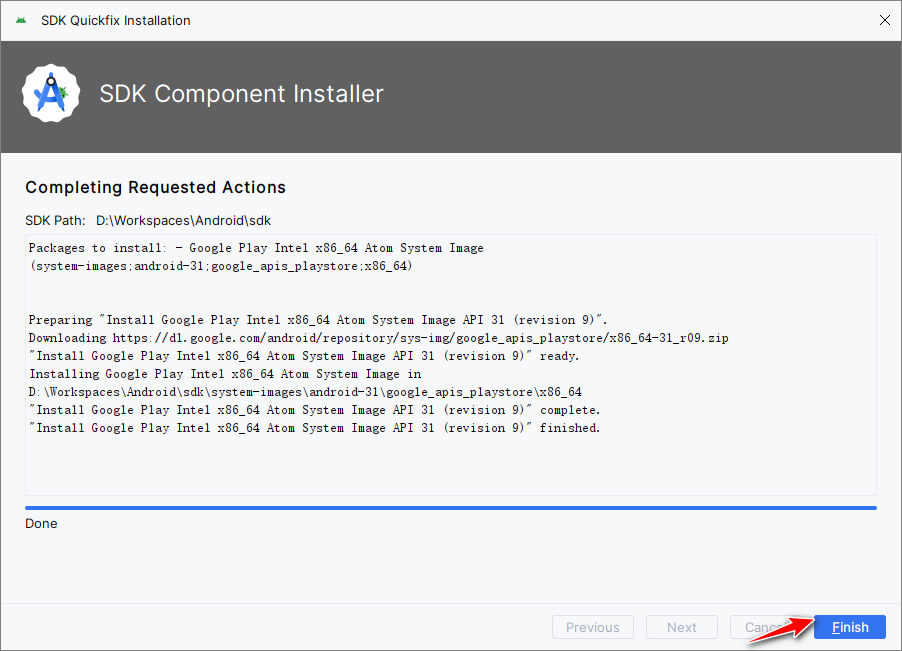 SDK Quickfix Installation
SDK Component Installer
Completing Requested Actions
SDK Path: D:\Workspaces\Android\sdk
Packages to install: - Google Play Intel x86_64 Atom System Image
(system-images;android-31;google_apis_playstore;x86_64)
Preparing "Install Google Play Intel x86_64 Atom System Image API 31 (revision 9)".
Downloading https://dl.google.com/android/repository/sys-img/google_apis_playstore/x86_64-31_r09.zip
"Install Google Play Intel x86_64 Atom System Image API 31 (revision 9)" ready.
Installing Google Play Intel x86_64 Atom System Image in
D:\Workspaces\Android\sdk\system-images\android-31\google_apis_playstore\x86_64
"Install Google Play Intel x86_64 Atom System Image API 31 (revision 9)" complete.
"Install Google Play Intel x86_64 Atom System Image API 31 (revision 9)" finished.
Done
Previous Next Cancel Finish